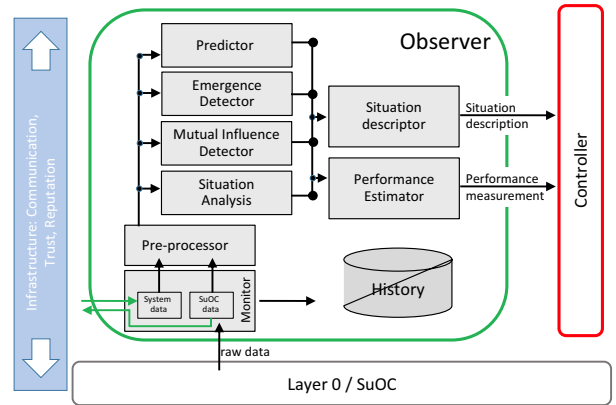 Observer
Predictor
Emergence
Detector
Mutual Influence
Detector
Situation
Analysis
Situation
descriptor
Situation
description
Performance
Estimator
Performance
measurement
Controller
Infrastructure: Communication,
Trust, Reputation
Pre-processor
System
data
SuOC
data
Monitor
History
raw data
Layer 0 / SuOC